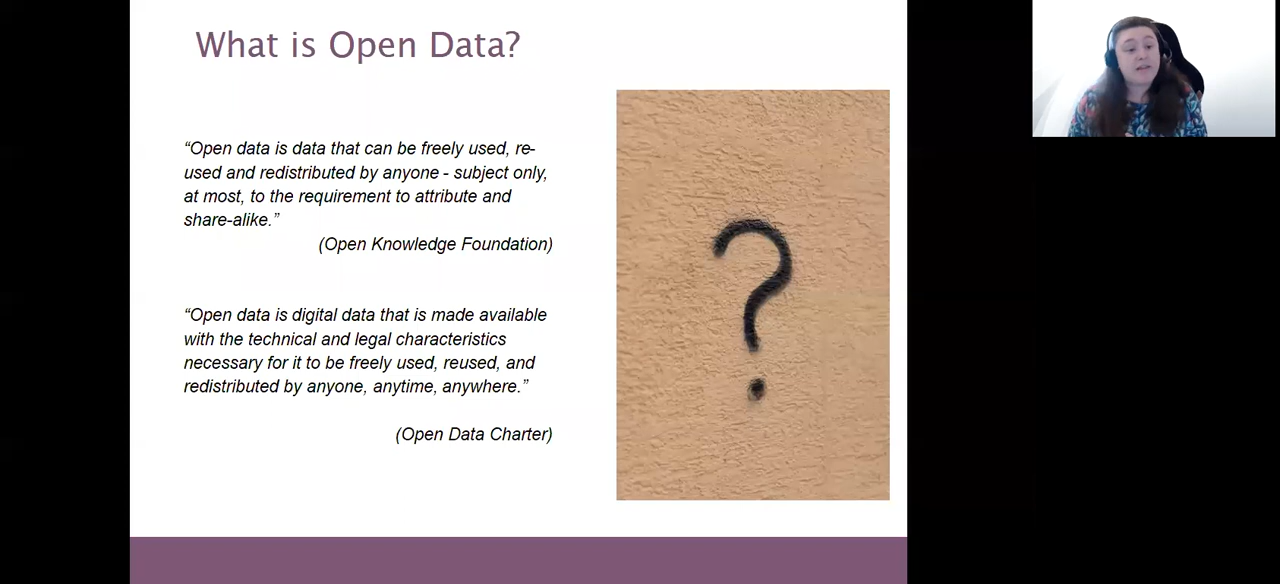 What is Open Data?
“Open data is data that can be freely used, re-
used and redistributed by anyone - subject only,
at most, to the requirement to attribute and
share-alike.”
(Open Knowledge Foundation)
“Open data is digital data that is made available
with the technical and legal characteristics
necessary for it to be freely used, reused, and
redistributed by anyone, anytime, anywhere.”
(Open Data Charter)
?